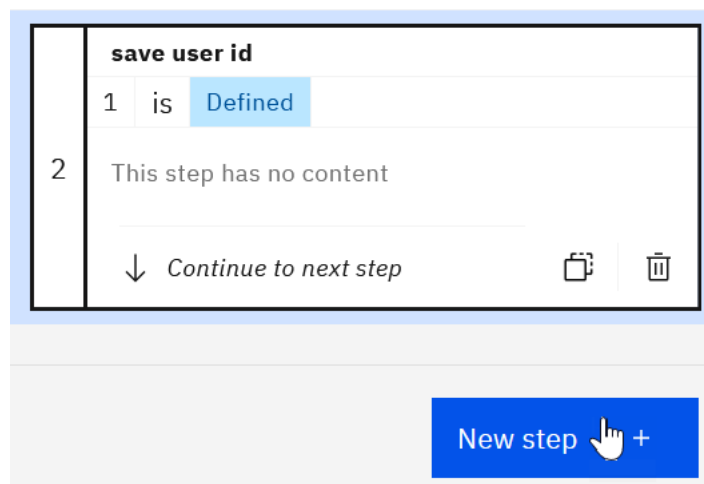 save user id
1 is Defined
2
This step has no content
Continue to next step
New step +